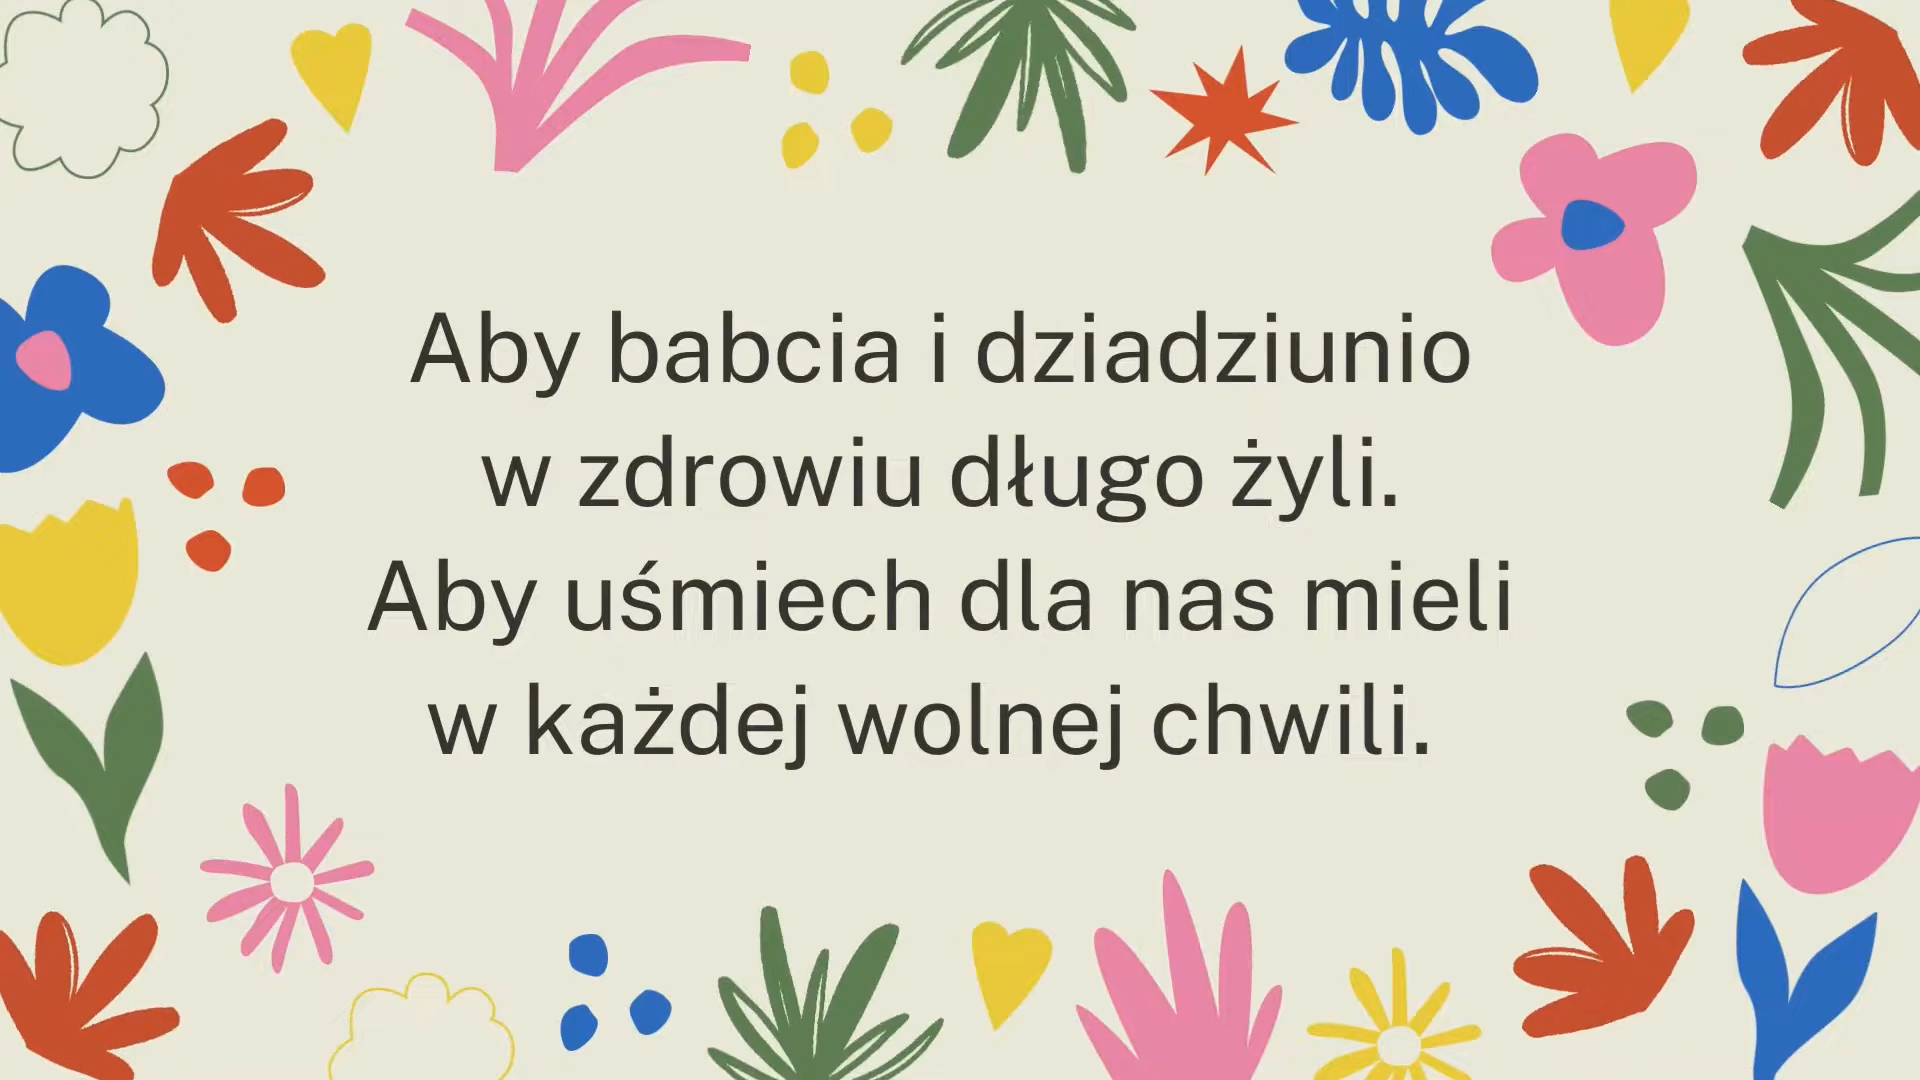 Aby babcia i dziadziunio
w zdrowiu długo żyli.
Aby uśmiech dla nas mieli
w każdej wolnej chwili.